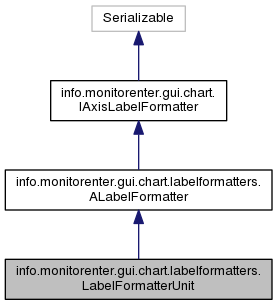 Serializable
info.monitorenter.gui.chart.
IAxisLabelFormatter
info.monitorenter.gui.chart.labelformatters.
ALabelFormatter
info.monitorenter.gui.chart.labelformatters.
LabelFormatterUnit